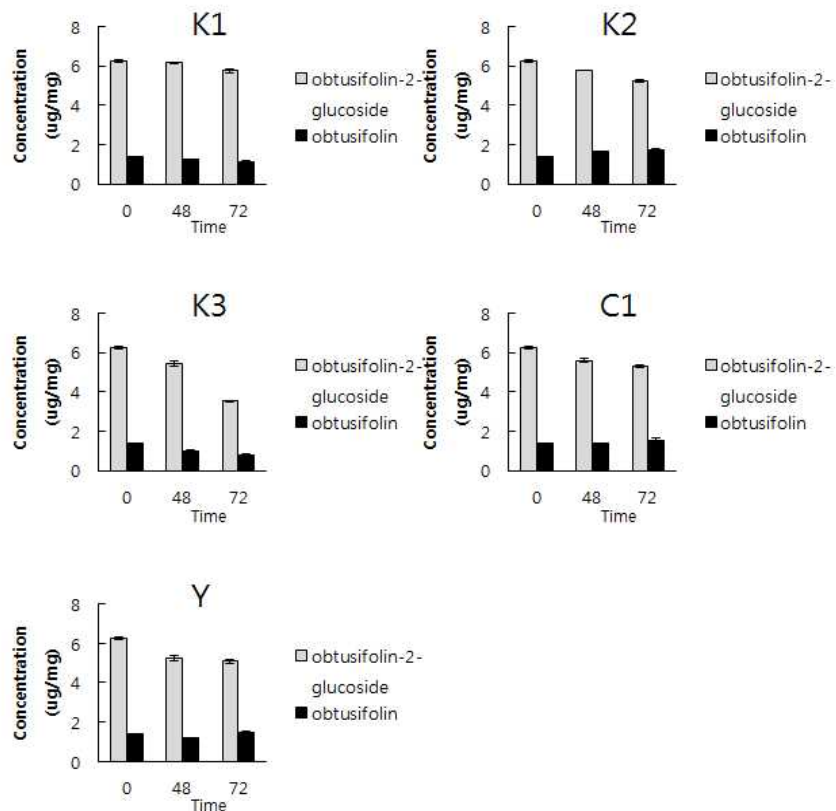 K1
Concentration
(ug/mg)
8
6
4
2
0
0 48 72
Time
obtusifolin-2-
glucoside
obtusifolin
K2
Concentration
(ug/mg)
8
6
4
2
0
0 48 72
Time
obtusifolin-2-
glucoside
obtusifolin
K3
Concentration
(ug/mg)
8
6
4
2
0
0 48 72
Time
obtusifolin-2-
glucoside
obtusifolin
C1
Concentration
(ug/mg)
8
6
4
2
0
0 48 72
Time
obtusifolin-2-
glucoside
obtusifolin
Y
Concentration
(ug/mg)
8
6
4
2
0
0 48 72
Time
obtusifolin-2-
glucoside
obtusifolin